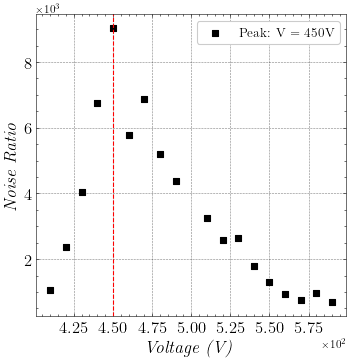 ×10³
Peak: V = 450V
8
6
4
2
Noise Ratio
4.25 4.50 4.75 5.00 5.25 5.50 5.75
×10²
Voltage (V)